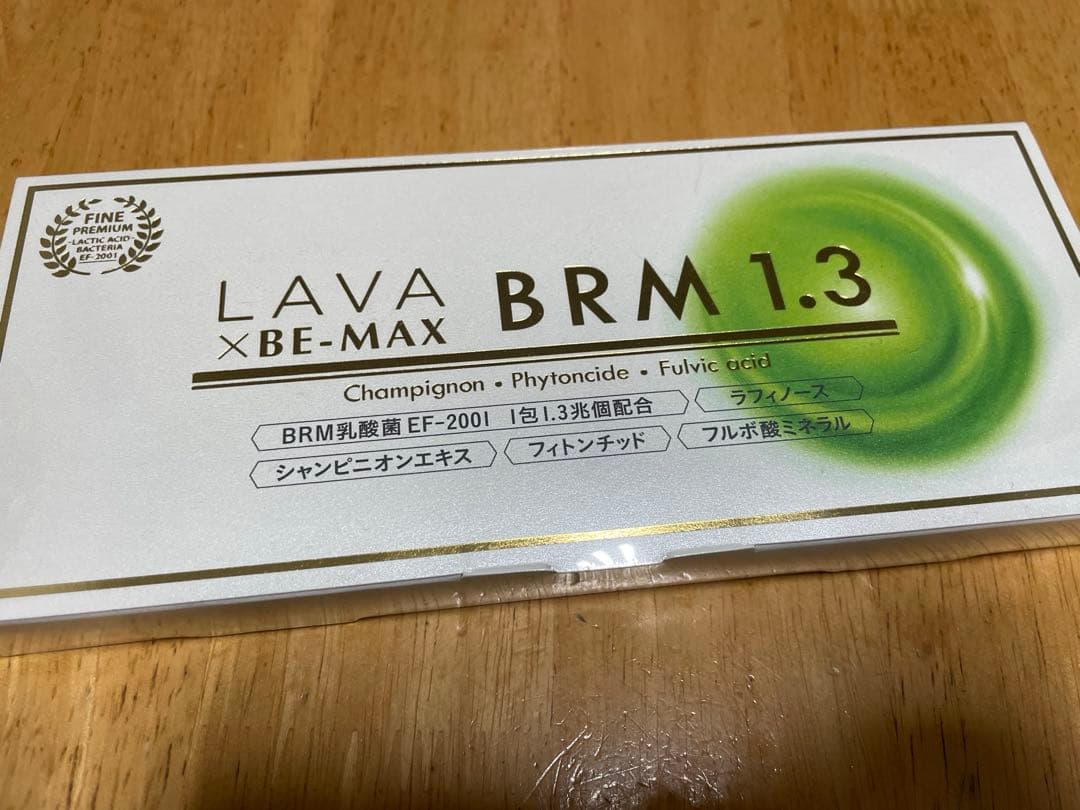 FINE
PREMIUM
-LACTIC ACID-
BACTERIA
EF-2001
LAVA
×BE-MAX
BRM 1.3
Champignon • Phytoncide • Fulvic acid
BRM乳酸菌 EF-2001 1包1.3兆個配合
ラフィノース
シャンピニオンエキス
フィトンチッド
フルボ酸ミネラル